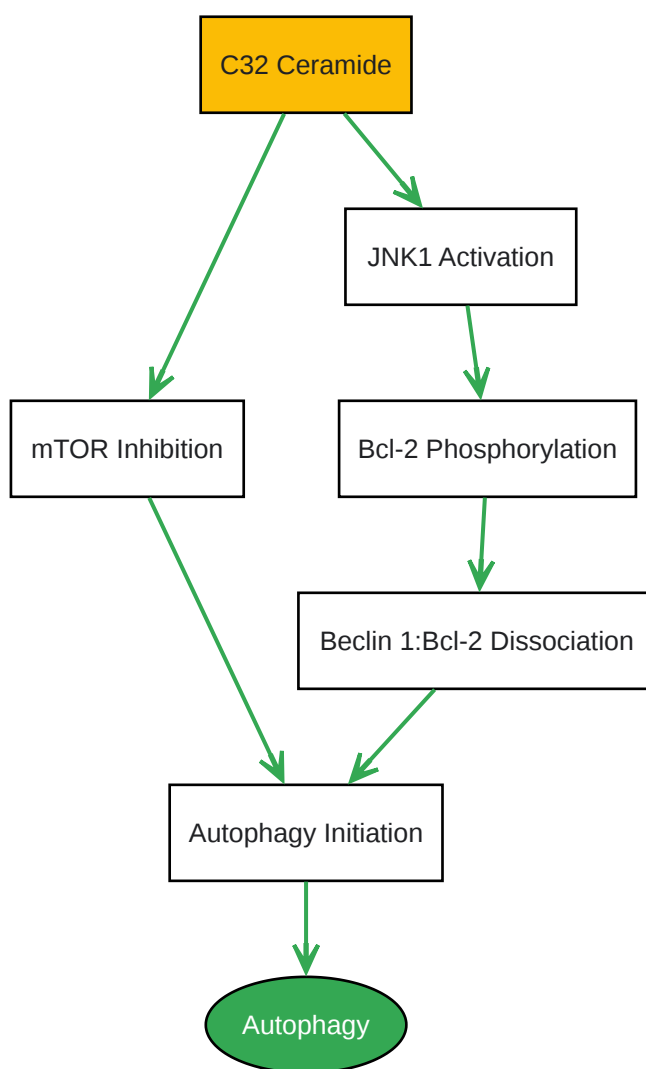 C32 Ceramide
JNK1 Activation
mTOR Inhibition
Bcl-2 Phosphorylation
Beclin 1:Bcl-2 Dissociation
Autophagy Initiation
Autophagy